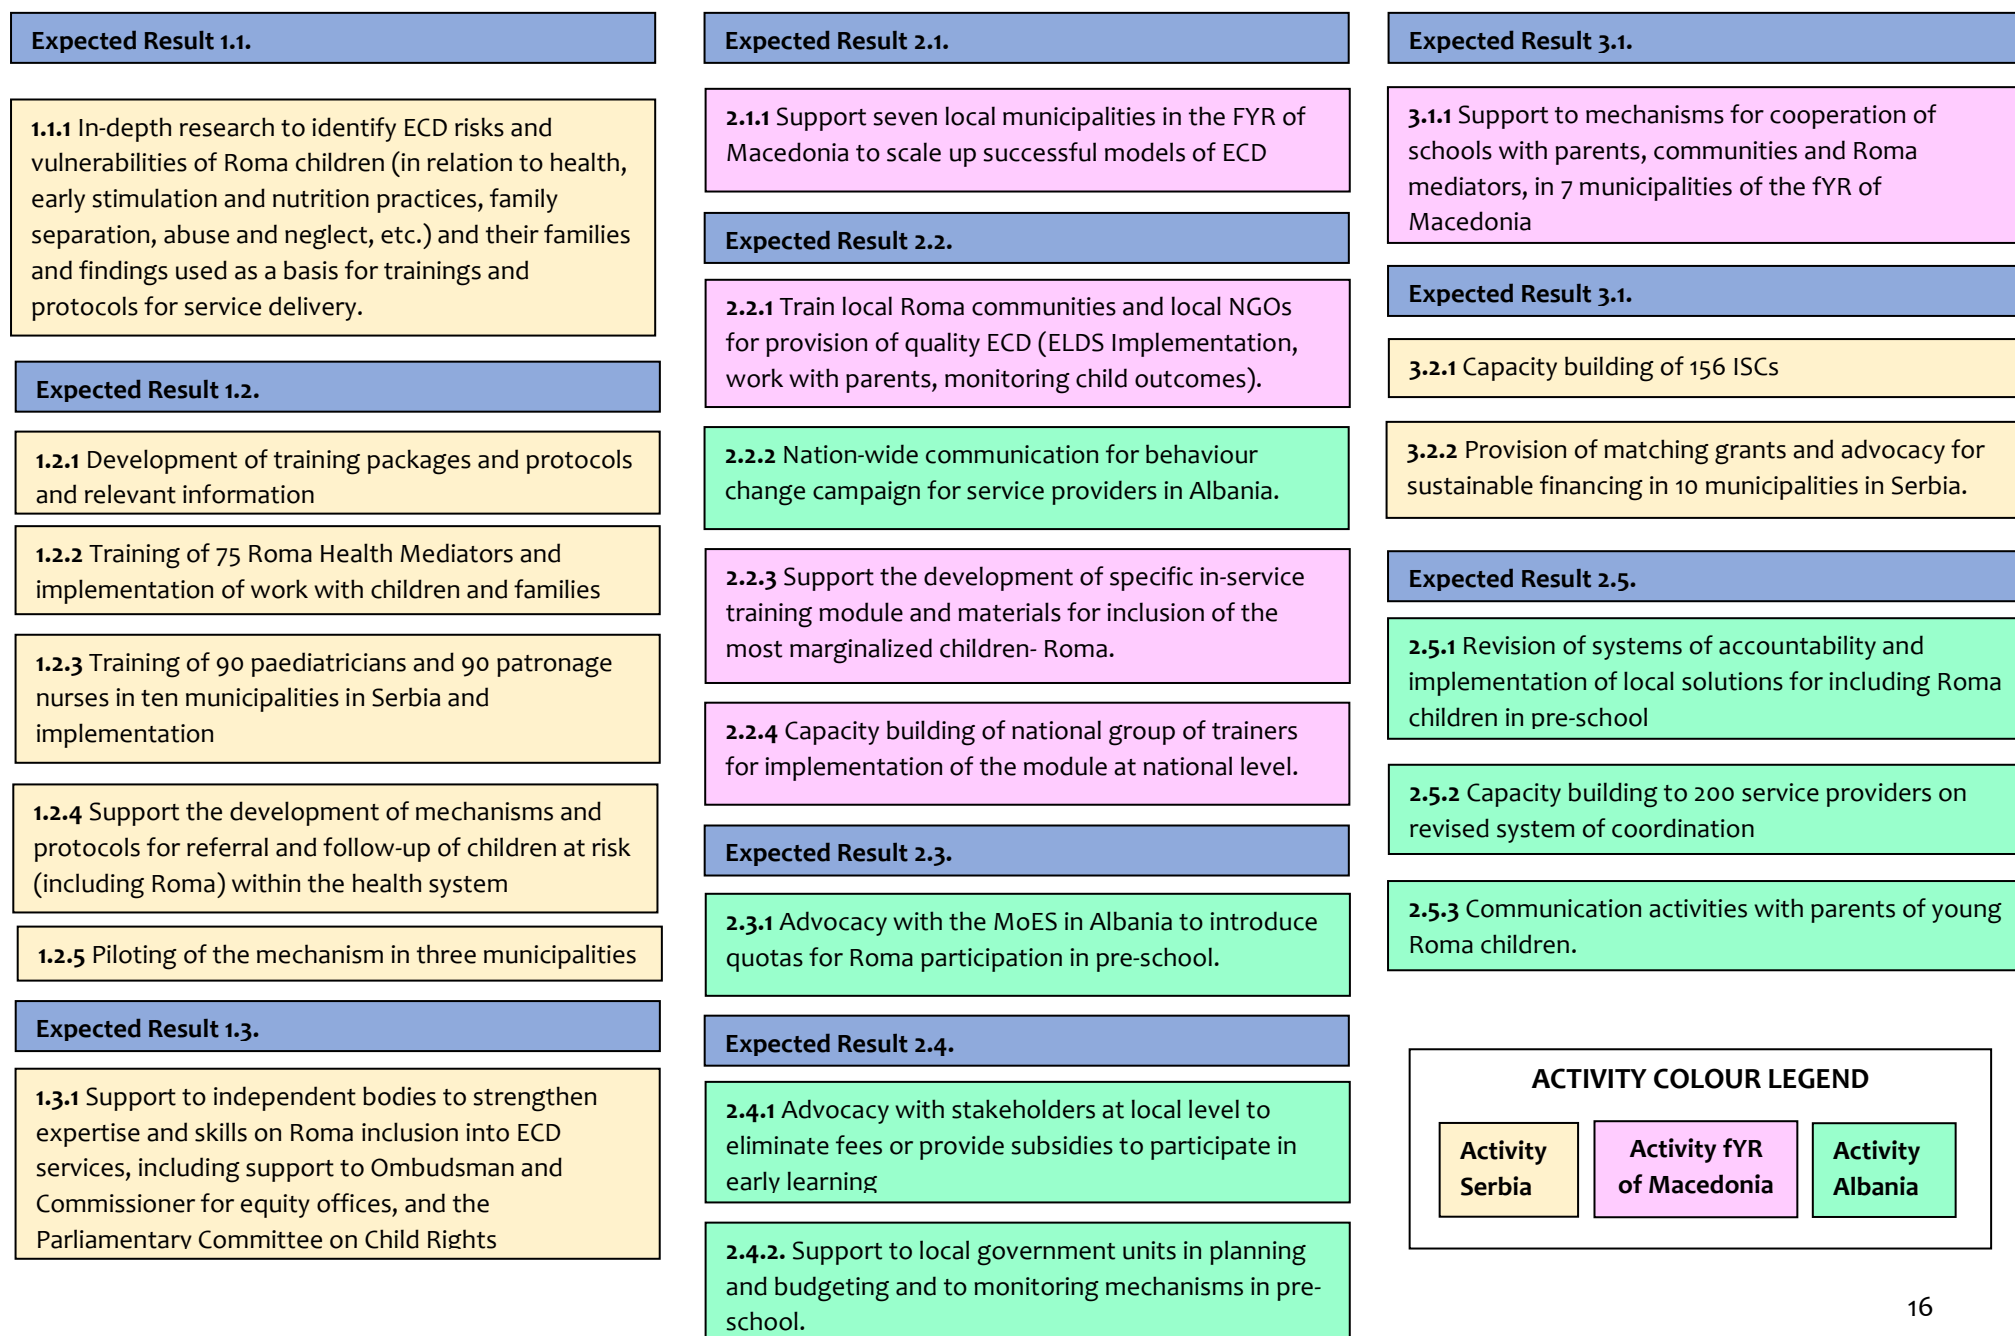 Expected Result 1.1.
1.1.1 In-depth research to identify ECD risks and
vulnerabilities of Roma children (in relation to health,
early stimulation and nutrition practices, family
separation, abuse and neglect, etc.) and their families
and findings used as a basis for trainings and
protocols for service delivery.
Expected Result 1.2.
1.2.1 Development of training packages and protocols
and relevant information
1.2.2 Training of 75 Roma Health Mediators and
implementation of work with children and families
1.2.3 Training of 90 paediatricians and 90 patronage
nurses in ten municipalities in Serbia and
implementation
1.2.4 Support the development of mechanisms and
protocols for referral and follow-up of children at risk
(including Roma) within the health system
1.2.5 Piloting of the mechanism in three municipalities
Expected Result 1.3.
1.3.1 Support to independent bodies to strengthen
expertise and skills on Roma inclusion into ECD
services, including support to Ombudsman and
Commissioner for equity offices, and the
Parliamentary Committee on Child Rights
Expected Result 2.1.
2.1.1 Support seven local municipalities in the FYR of
Macedonia to scale up successful models of ECD
Expected Result 2.2.
2.2.1 Train local Roma communities and local NGOs
for provision of quality ECD (ELDS Implementation,
work with parents, monitoring child outcomes).
2.2.2 Nation-wide communication for behaviour
change campaign for service providers in Albania.
2.2.3 Support the development of specific in-service
training module and materials for inclusion of the
most marginalized children- Roma.
2.2.4 Capacity building of national group of trainers
for implementation of the module at national level.
Expected Result 2.3.
2.3.1 Advocacy with the MoES in Albania to introduce
quotas for Roma participation in pre-school.
Expected Result 2.4.
2.4.1 Advocacy with stakeholders at local level to
eliminate fees or provide subsidies to participate in
early learning
2.4.2. Support to local government units in planning
and budgeting and to monitoring mechanisms in pre-
school.
Expected Result 3.1.
3.1.1 Support to mechanisms for cooperation of
schools with parents, communities and Roma
mediators, in 7 municipalities of the fYR of
Macedonia
Expected Result 3.1.
3.2.1 Capacity building of 156 ISCs
3.2.2 Provision of matching grants and advocacy for
sustainable financing in 10 municipalities in Serbia.
Expected Result 2.5.
2.5.1 Revision of systems of accountability and
implementation of local solutions for including Roma
children in pre-school
2.5.2 Capacity building to 200 service providers on
revised system of coordination
2.5.3 Communication activities with parents of young
Roma children.
ACTIVITY COLOUR LEGEND
Activity
Serbia
Activity fYR
of Macedonia
Activity
Albania
16